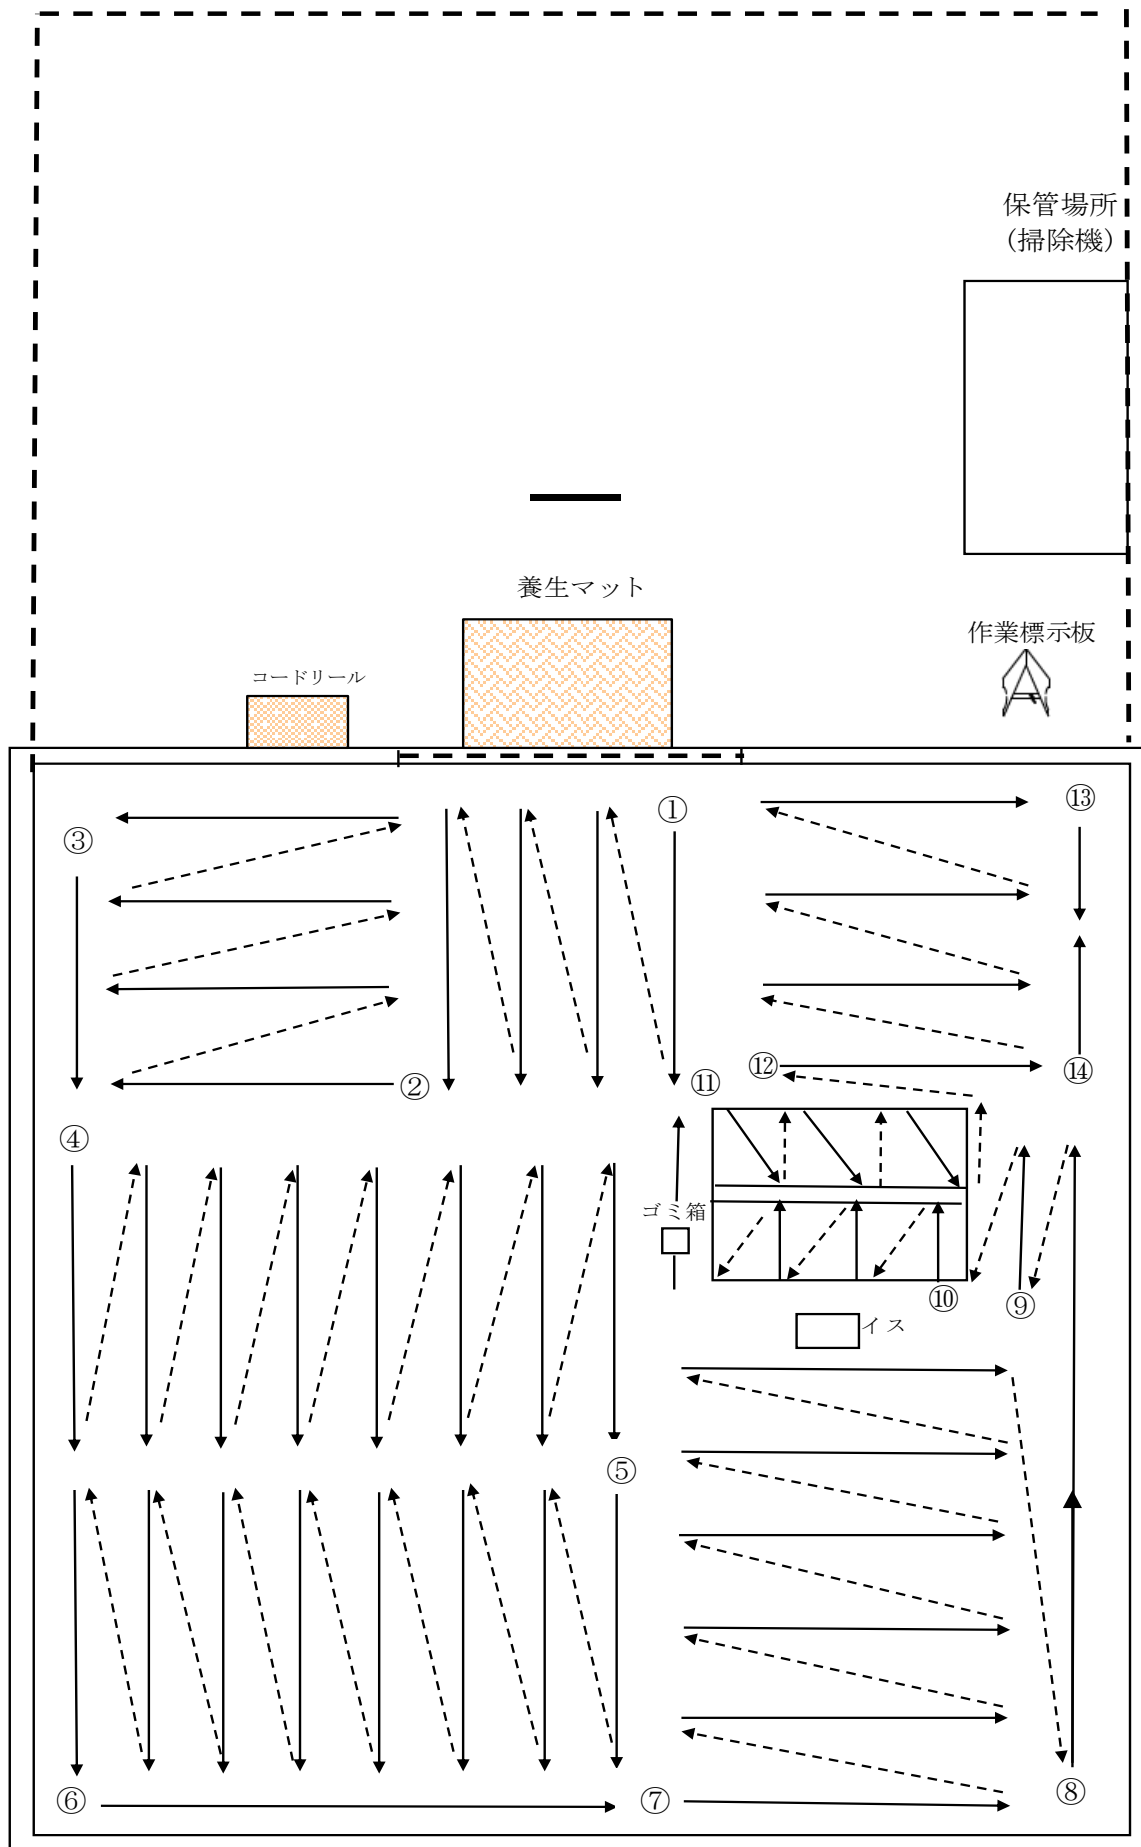 保管場所
（掃除機）
養生マット
作業標示板
コードリール
①
⑬
③
②
⑪
⑫
⑭
④
ゴミ箱
⑩
⑨
イス
⑤
⑥
⑦
⑧